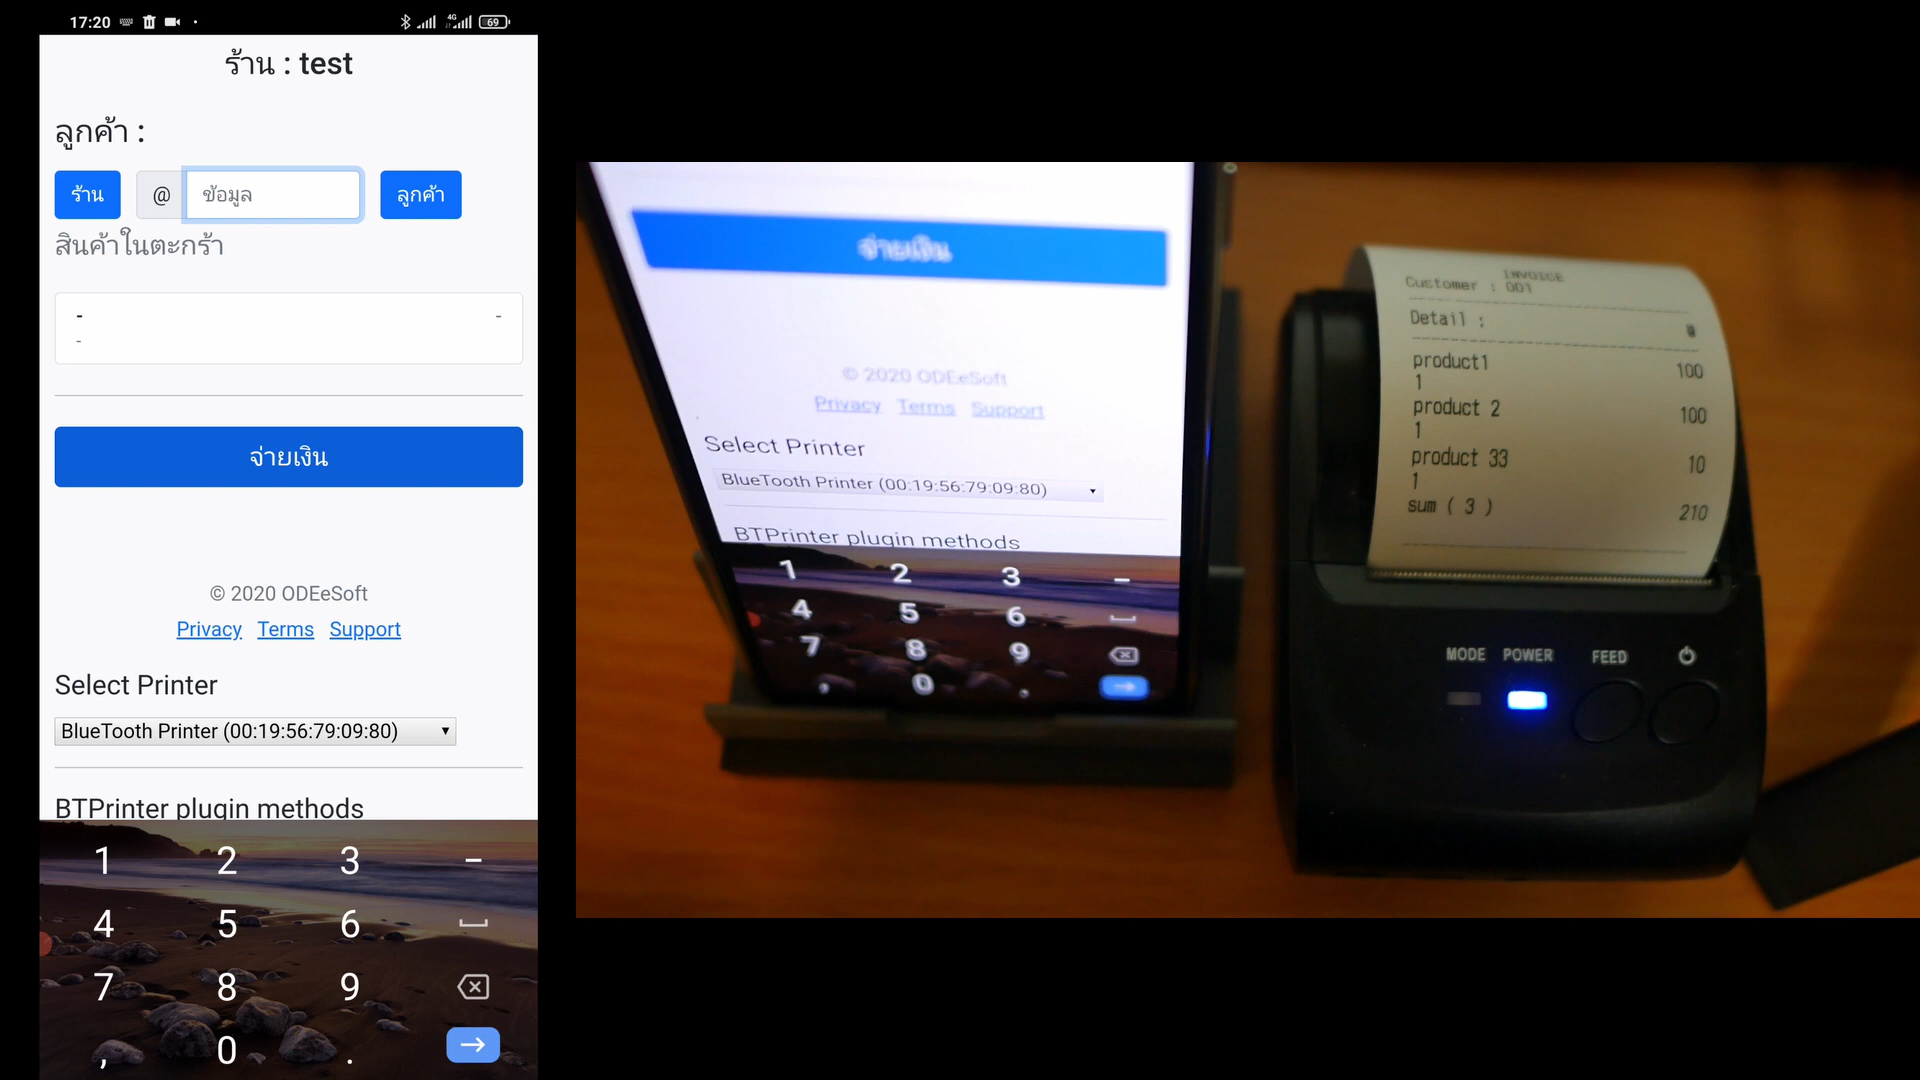 17:20
4G
69
ร้าน : test
ลูกค้า :
ร้าน @ ข้อมูล ลูกค้า
สินค้าในตะกร้า
- -
-
จ่ายเงิน
© 2020 ODEeSoft
Privacy Terms Support
Select Printer
BlueTooth Printer (00:19:56:79:09:80)
BTPrinter plugin methods
1 2 3 -
4 5 6
7 8 9
, 0 .
จ่ายเงิน
© 2020 ODEeSoft
Privacy Terms Support
Select Printer
BlueTooth Printer (00:19:56:79:09:80)
BTPrinter plugin methods
1 2 3 -
4 5 6
7 8 9
, 0 .
INVOICE
Customer : 001
Detail :
product1 100
1
product 2 100
1
product 33 10
1
sum ( 3 ) 210
MODE POWER FEED